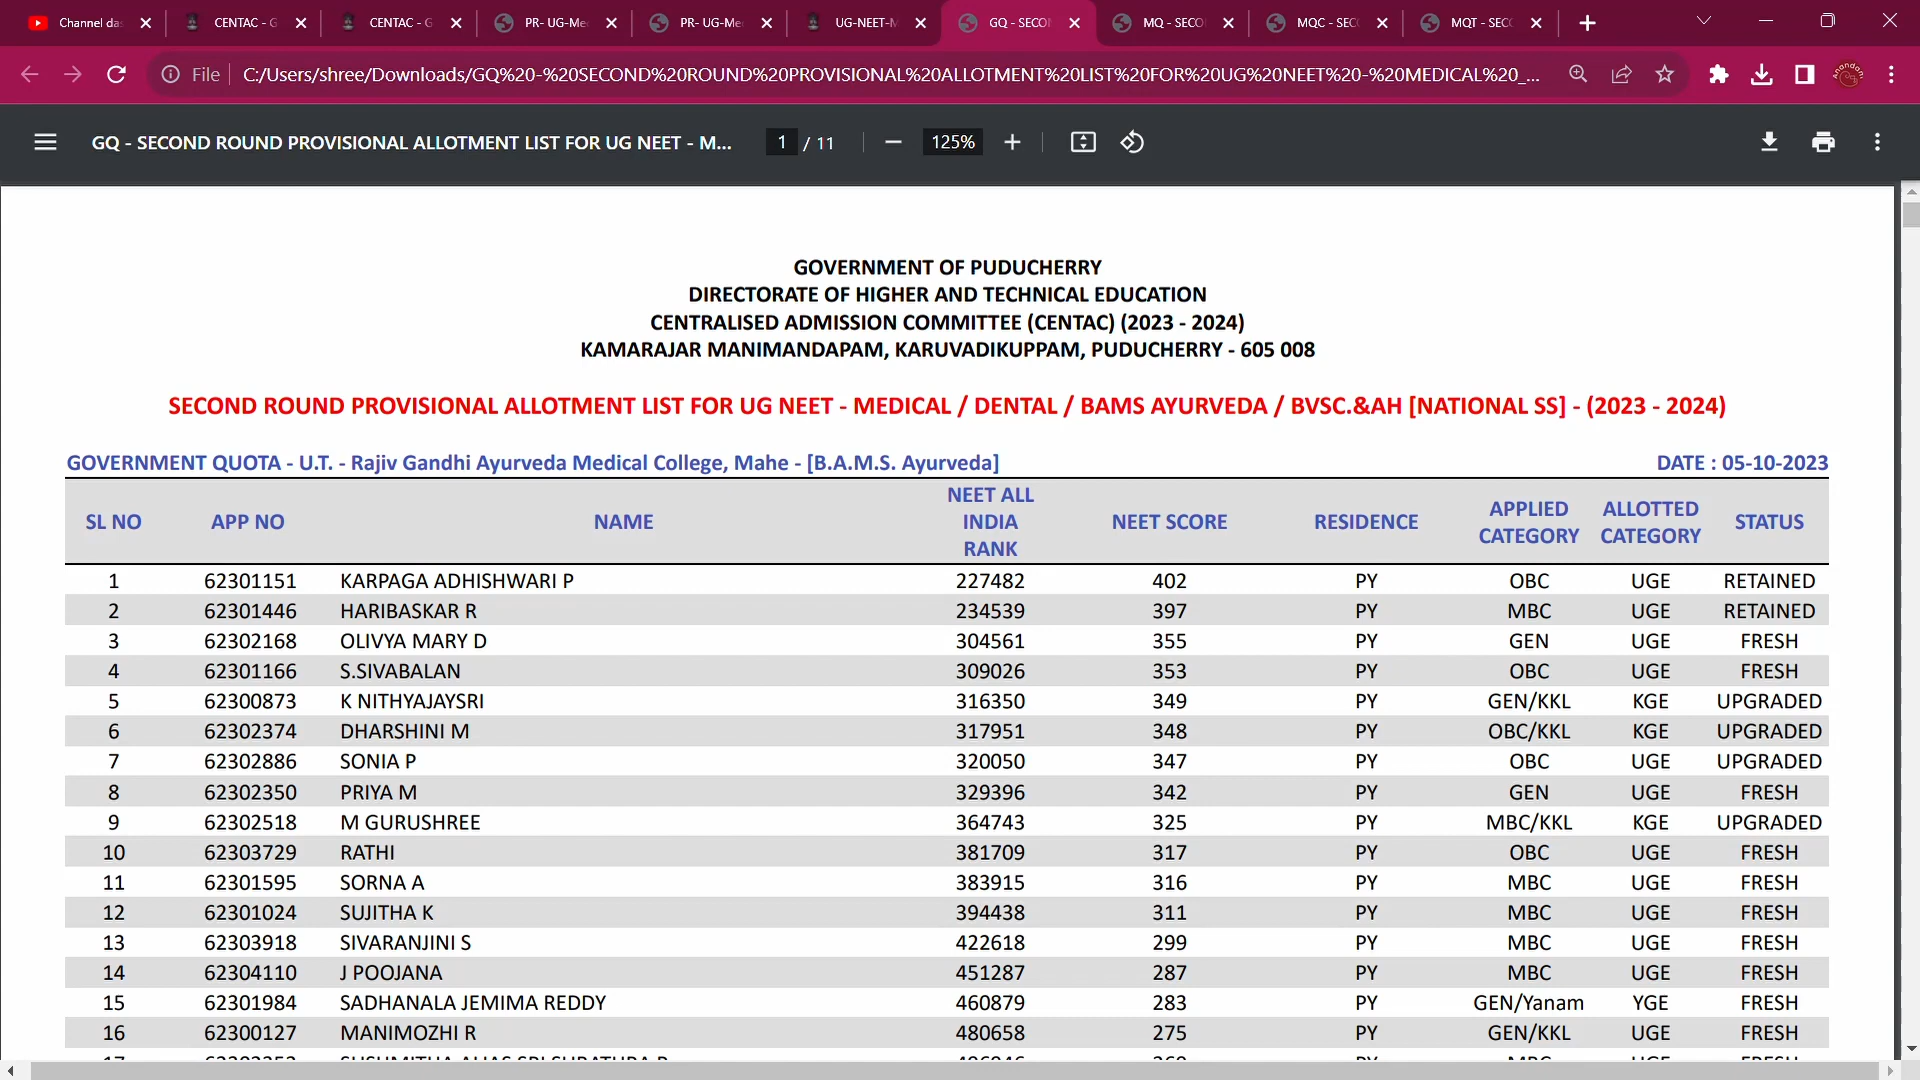 Channel das
CENTAC - G
CENTAC - G
PR- UG-Me
PR- UG-Me
UG-NEET-M
GQ - SECON
MQ - SECO
MQC - SEC
MQT - SECC
File
C:/Users/shree/Downloads/GQ%20-%20SECOND%20ROUND%20PROVISIONAL%20ALLOTMENT%20LIST%20FOR%20UG%20NEET%20-%20MEDICAL%20_...
GQ - SECOND ROUND PROVISIONAL ALLOTMENT LIST FOR UG NEET - M...
1 / 11
125%
GOVERNMENT OF PUDUCHERRY
DIRECTORATE OF HIGHER AND TECHNICAL EDUCATION
CENTRALISED ADMISSION COMMITTEE (CENTAC) (2023 - 2024)
KAMARAJAR MANIMANDAPAM, KARUVADIKUPPAM, PUDUCHERRY - 605 008
SECOND ROUND PROVISIONAL ALLOTMENT LIST FOR UG NEET - MEDICAL / DENTAL / BAMS AYURVEDA / BVSC.&AH [NATIONAL SS] - (2023 - 2024)
GOVERNMENT QUOTA - U.T. - Rajiv Gandhi Ayurveda Medical College, Mahe - [B.A.M.S. Ayurveda] DATE : 05-10-2023
SL NO APP NO NAME NEET ALL INDIA RANK NEET SCORE RESIDENCE APPLIED CATEGORY ALLOTTED CATEGORY STATUS
1 62301151 KARPAGA ADHISHWARI P 227482 402 PY OBC UGE RETAINED
2 62301446 HARIBASKAR R 234539 397 PY MBC UGE RETAINED
3 62302168 OLIVYA MARY D 304561 355 PY GEN UGE FRESH
4 62301166 S.SIVABALAN 309026 353 PY OBC UGE FRESH
5 62300873 K NITHYAJAYSRI 316350 349 PY GEN/KKL KGE UPGRADED
6 62302374 DHARSHINI M 317951 348 PY OBC/KKL KGE UPGRADED
7 62302886 SONIA P 320050 347 PY OBC UGE UPGRADED
8 62302350 PRIYA M 329396 342 PY GEN UGE FRESH
9 62302518 M GURUSHREE 364743 325 PY MBC/KKL KGE UPGRADED
10 62303729 RATHI 381709 317 PY OBC UGE FRESH
11 62301595 SORNA A 383915 316 PY MBC UGE FRESH
12 62301024 SUJITHA K 394438 311 PY MBC UGE FRESH
13 62303918 SIVARANJINI S 422618 299 PY MBC UGE FRESH
14 62304110 J POOJANA 451287 287 PY MBC UGE FRESH
15 62301984 SADHANALA JEMIMA REDDY 460879 283 PY GEN/Yanam YGE FRESH
16 62300127 MANIMOZHI R 480658 275 PY GEN/KKL UGE FRESH